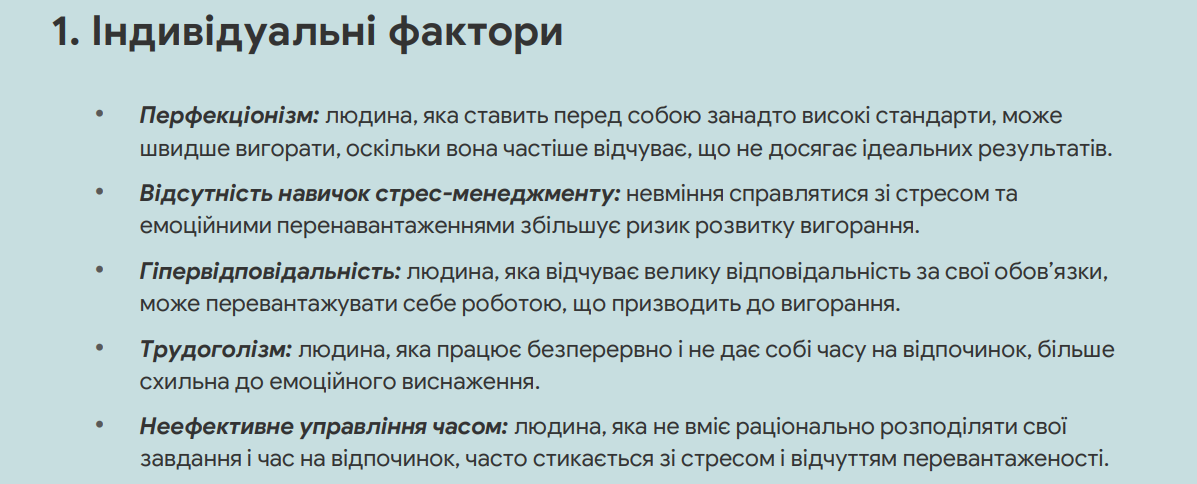 1. Індивідуальні фактори
• Перфекціонізм: людина, яка ставить перед собою занадто високі стандарти, може
швидше вигорати, оскільки вона частіше відчуває, що не досягає ідеальних результатів.
• Відсутність навичок стрес-менеджменту: невміння справлятися зі стресом та
емоційними перенавантаженнями збільшує ризик розвитку вигорання.
• Гіпервідповідальність: людина, яка відчуває велику відповідальність за свої обов’язки,
може перевантажувати себе роботою, що призводить до вигорання.
• Трудоголізм: людина, яка працює безперервно і не дає собі часу на відпочинок, більше
схильна до емоційного виснаження.
• Неефективне управління часом: людина, яка не вміє раціонально розподіляти свої
завдання і час на відпочинок, часто стикається зі стресом і відчуттям перевантаженості.